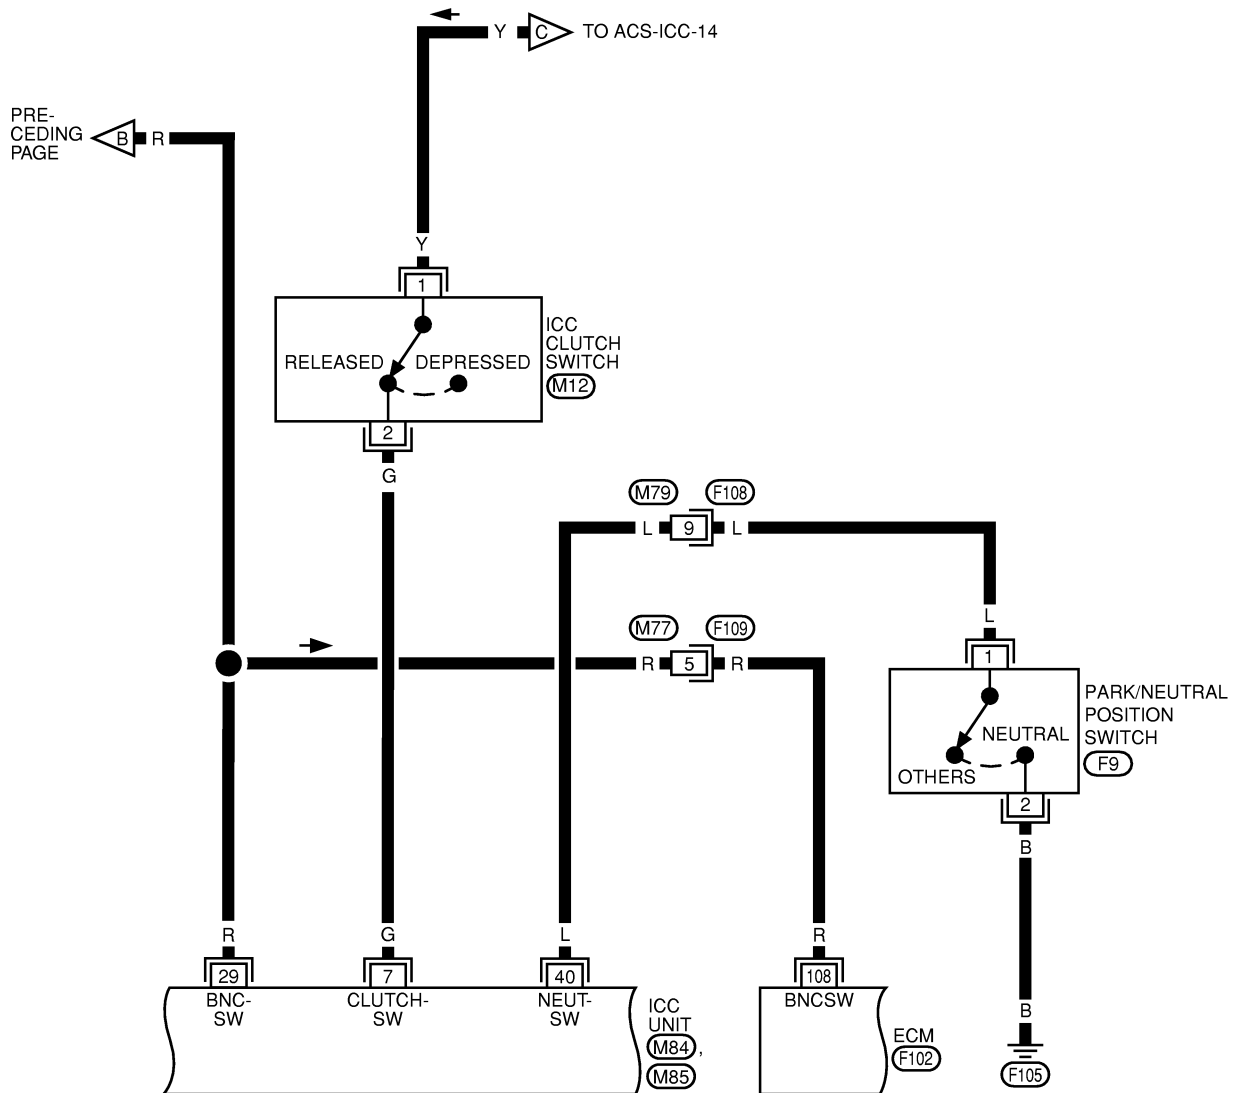 Y C TO ACS-ICC-14
PRE-
CEDING
PAGE
B R
Y
1
ICC
CLUTCH
SWITCH
M12
RELEASED DEPRESSED
2
G
M79 F108
L 9 L
L
M77 F109
R 5 R
1
PARK/NEUTRAL
POSITION
SWITCH
F9
NEUTRAL
OTHERS
2
B
R G L R
29 7 40 108
BNC-
SW
CLUTCH-
SW
NEUT-
SW
ICC
UNIT
M84 ,
M85
BNCSW
ECM
F102
B
F105